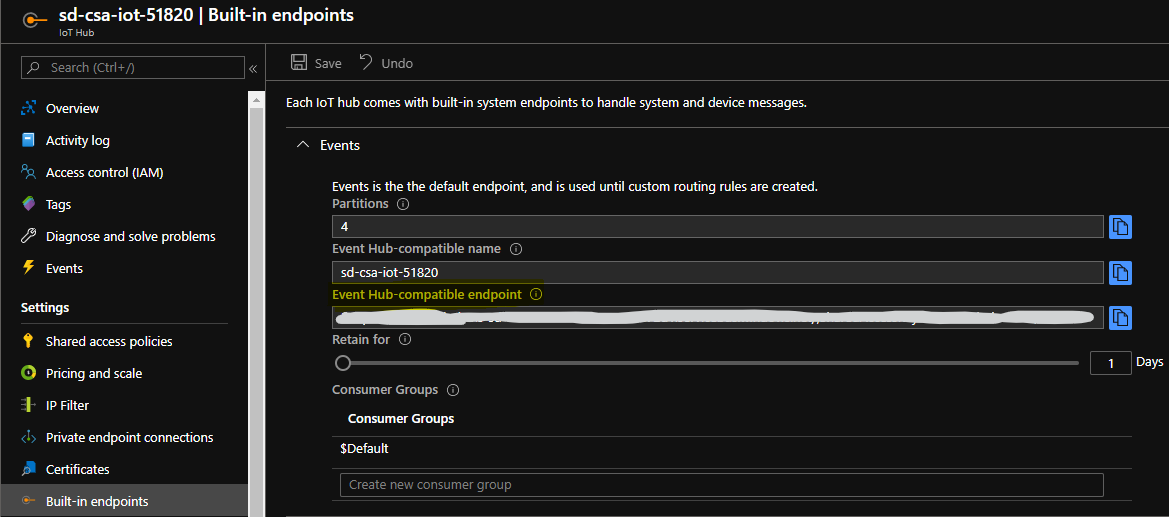 sd-csa-iot-51820 | Built-in endpoints
IoT Hub
Search (Ctrl+/)
«
Overview
Activity log
Access control (IAM)
Tags
Diagnose and solve problems
Events
Settings
Shared access policies
Pricing and scale
IP Filter
Private endpoint connections
Certificates
Built-in endpoints
Save
Undo
Each IoT hub comes with built-in system endpoints to handle system and device messages.
Events
Events is the the default endpoint, and is used until custom routing rules are created.
Partitions
4
Event Hub-compatible name
sd-csa-iot-51820
Event Hub-compatible endpoint
Retain for
1 Days
Consumer Groups
Consumer Groups
$Default
Create new consumer group